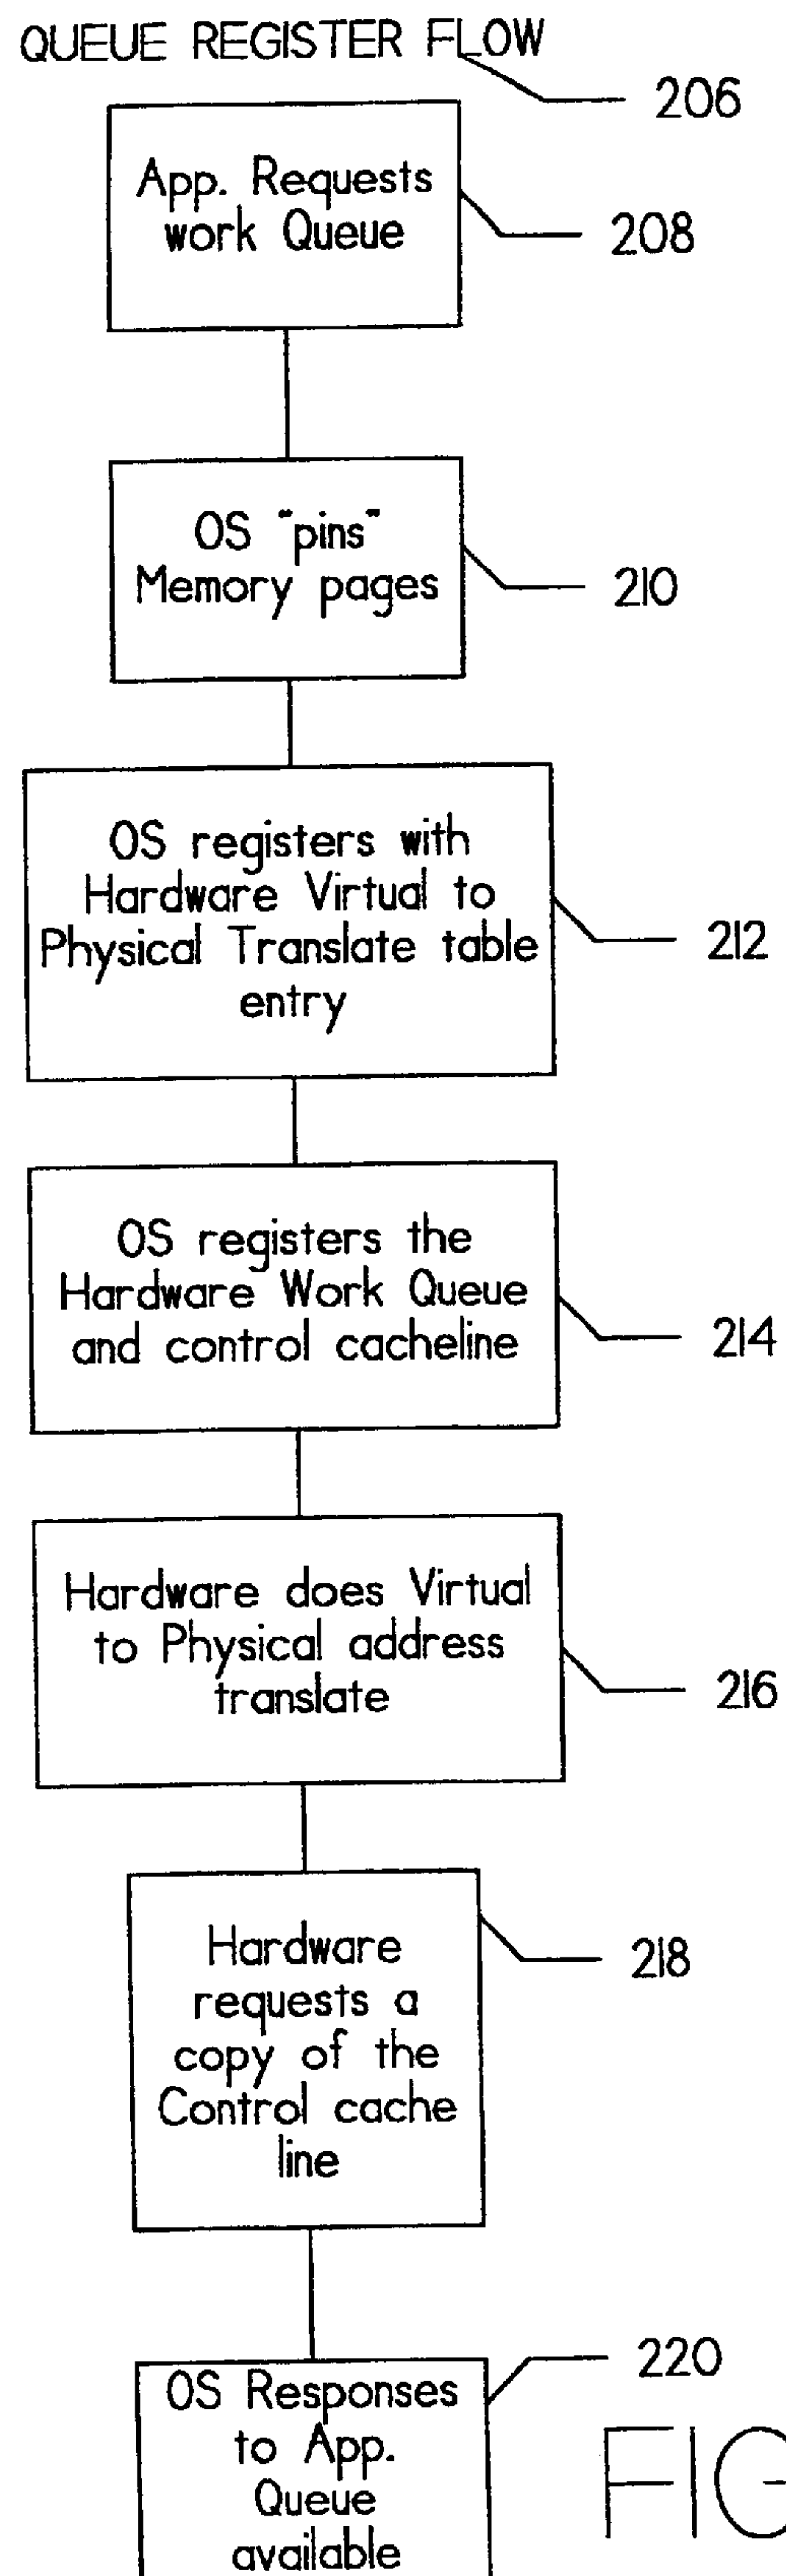 QUEUE REGISTER FLOW
206
App. Requests
work Queue
208
OS "pins"
Memory pages
210
OS registers with
Hardware Virtual to
Physical Translate table
entry
212
OS registers the
Hardware Work Queue
and control cacheline
214
Hardware does Virtual
to Physical address
translate
216
Hardware
requests a
copy of the
Control cache
line
218
OS Responses
to App.
Queue
available
220
FIG